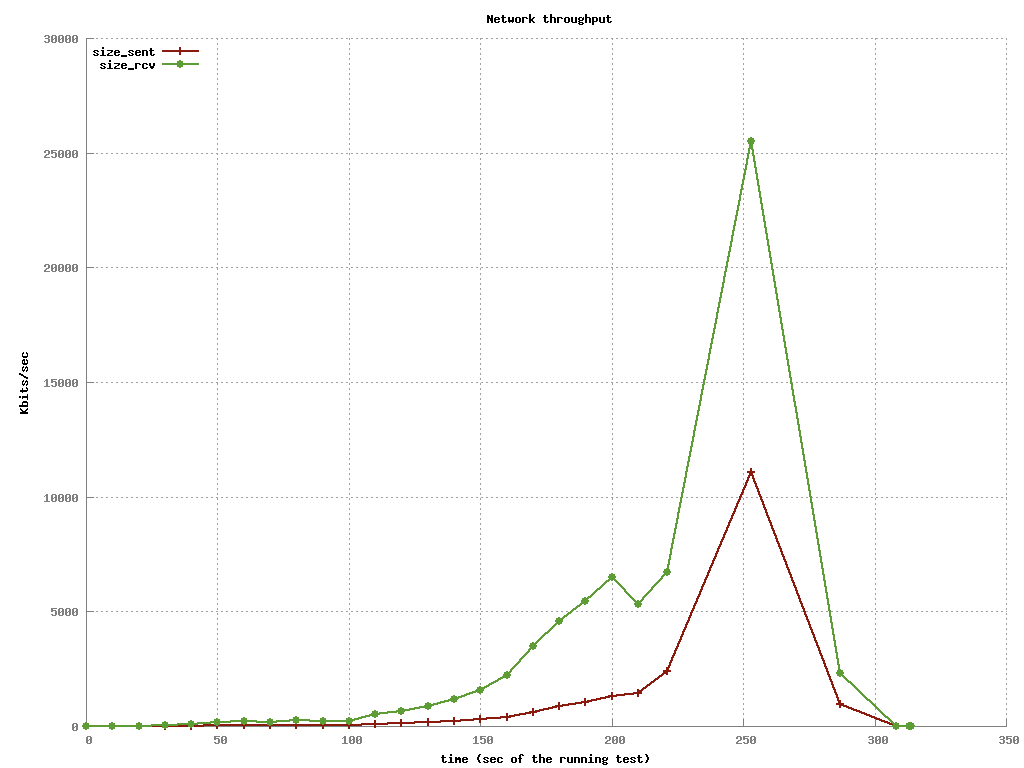 Network throughput
size_sent
size_rcv
30000
25000
20000
15000
10000
5000
0
Kbits/sec
0 50 100 150 200 250 300 350
time (sec of the running test)